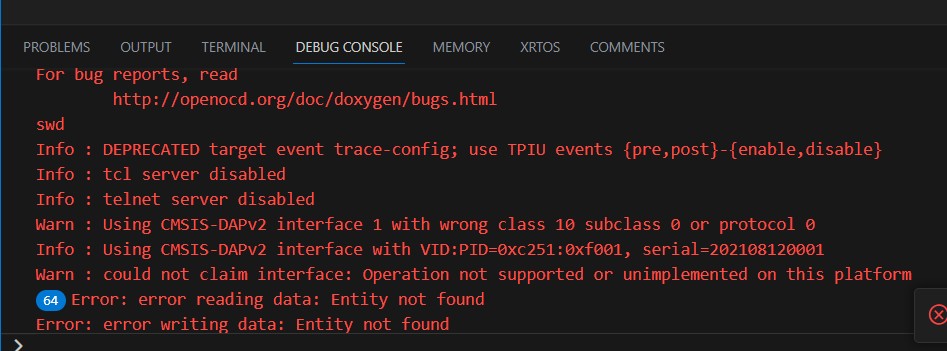 PROBLEMS OUTPUT TERMINAL DEBUG CONSOLE MEMORY XRTOS COMMENTS
For bug reports, read
http://openocd.org/doc/doxygen/bugs.html
swd
Info : DEPRECATED target event trace-config; use TPIU events {pre,post}-{enable,disable}
Info : tcl server disabled
Info : telnet server disabled
Warn : Using CMSIS-DAPv2 interface 1 with wrong class 10 subclass 0 or protocol 0
Info : Using CMSIS-DAPv2 interface with VID:PID=0xc251:0xf001, serial=202108120001
Warn : could not claim interface: Operation not supported or unimplemented on this platform
64 Error: error reading data: Entity not found
Error: error writing data: Entity not found